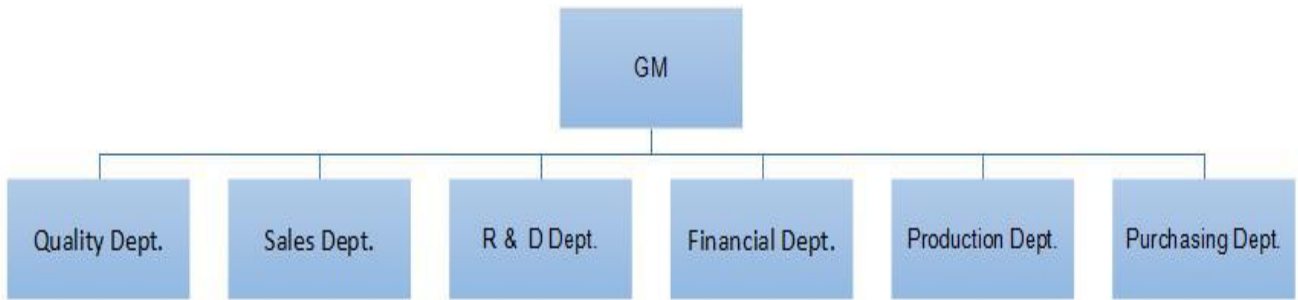 GM
Quality Dept.
Sales Dept.
R & D Dept.
Financial Dept.
Production Dept.
Purchasing Dept.